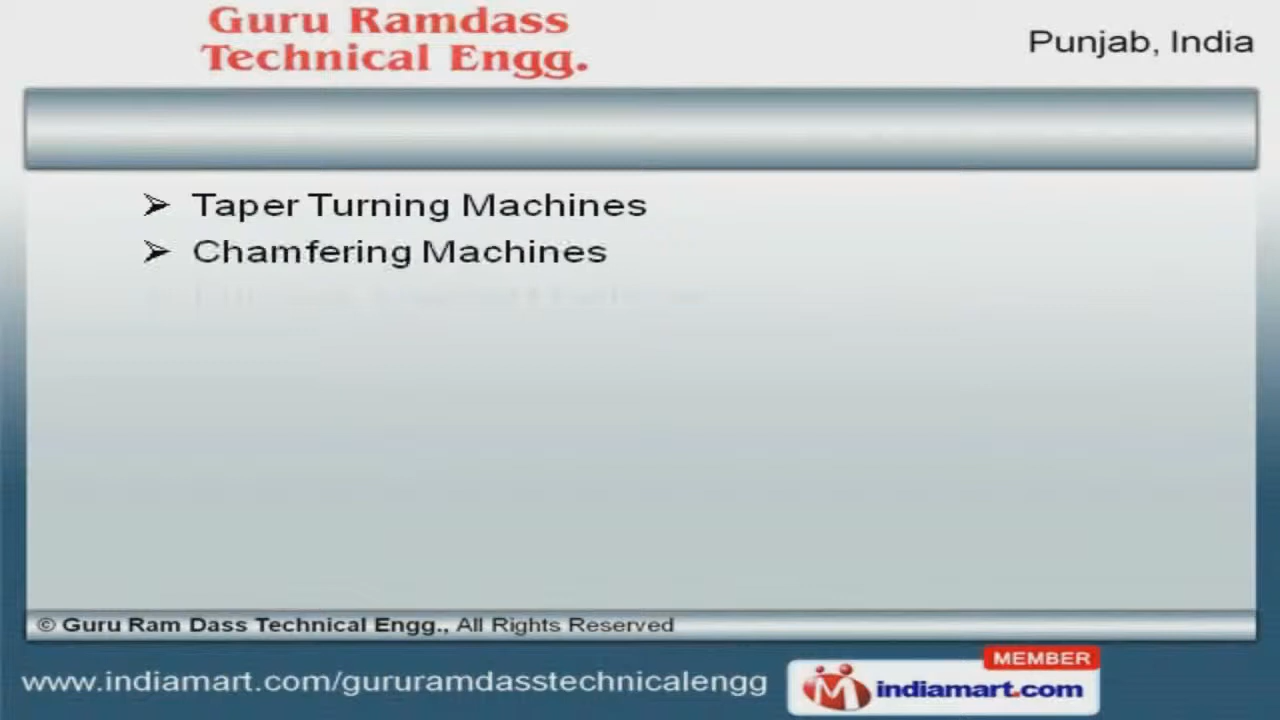 Guru Ramdass
Technical Engg.
Punjab, India
➢ Taper Turning Machines
➢ Chamfering Machines
© Guru Ram Dass Technical Engg., All Rights Reserved
www.indiamart.com/gururamdasstechnicalengg
MEMBER
indiamart.com